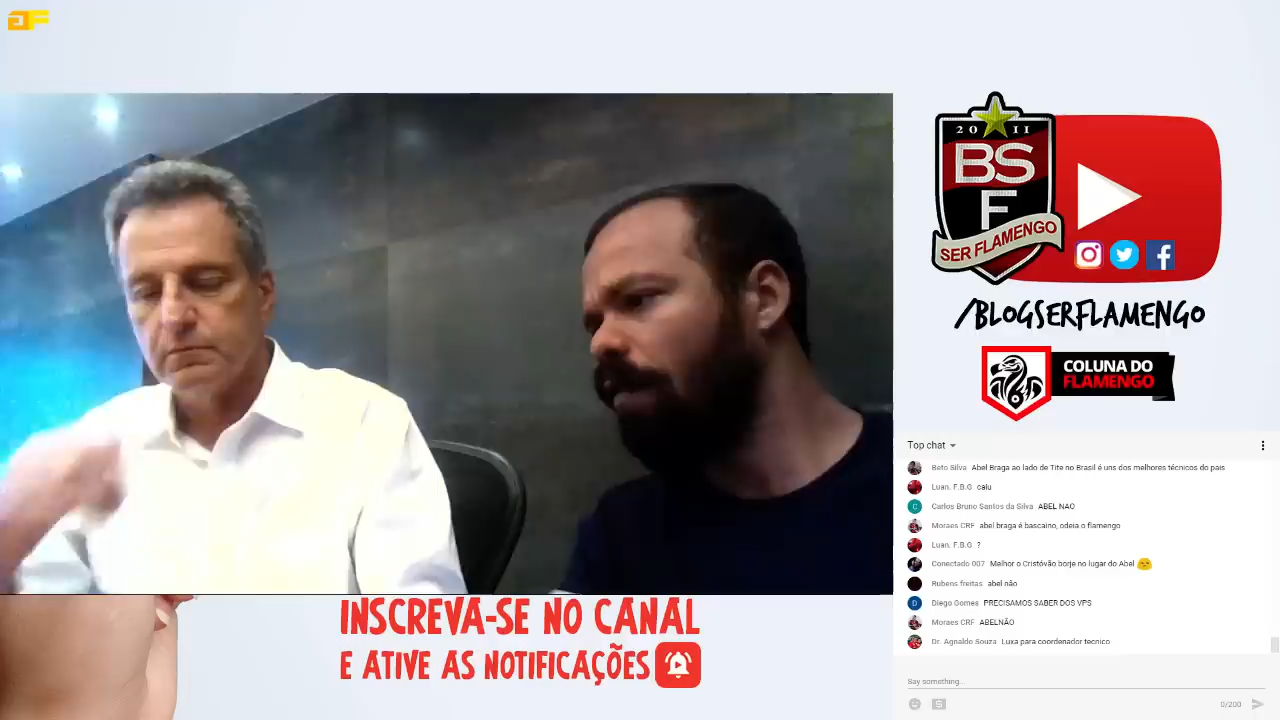 GF
2011
BS
F
SER FLAMENGO
/BLOGSERFLAMENGO
COLUNA DO
FLAMENGO
Top chat
Beto Silva Abel Braga ao lado de Tite no Brasil é uns dos melhores técnicos do pais
Luan. F.B.G caiu
C Carlos Bruno Santos da Silva ABEL NAO
Moraes CRF abel braga é bascaino, odeia o flamengo
Luan. F.B.G ?
Conectado 007 Melhor o Cristóvão borje no lugar do Abel
Rubens freitas abel não
D Diego Gomes PRECISAMOS SABER DOS VPS
Moraes CRF ABELNÃO
Dr. Agnaldo Souza Luxa para coordenador tecnico
Say something...
0/200
INSCREVA-SE NO CANAL
E ATIVE AS NOTIFICAÇÕES